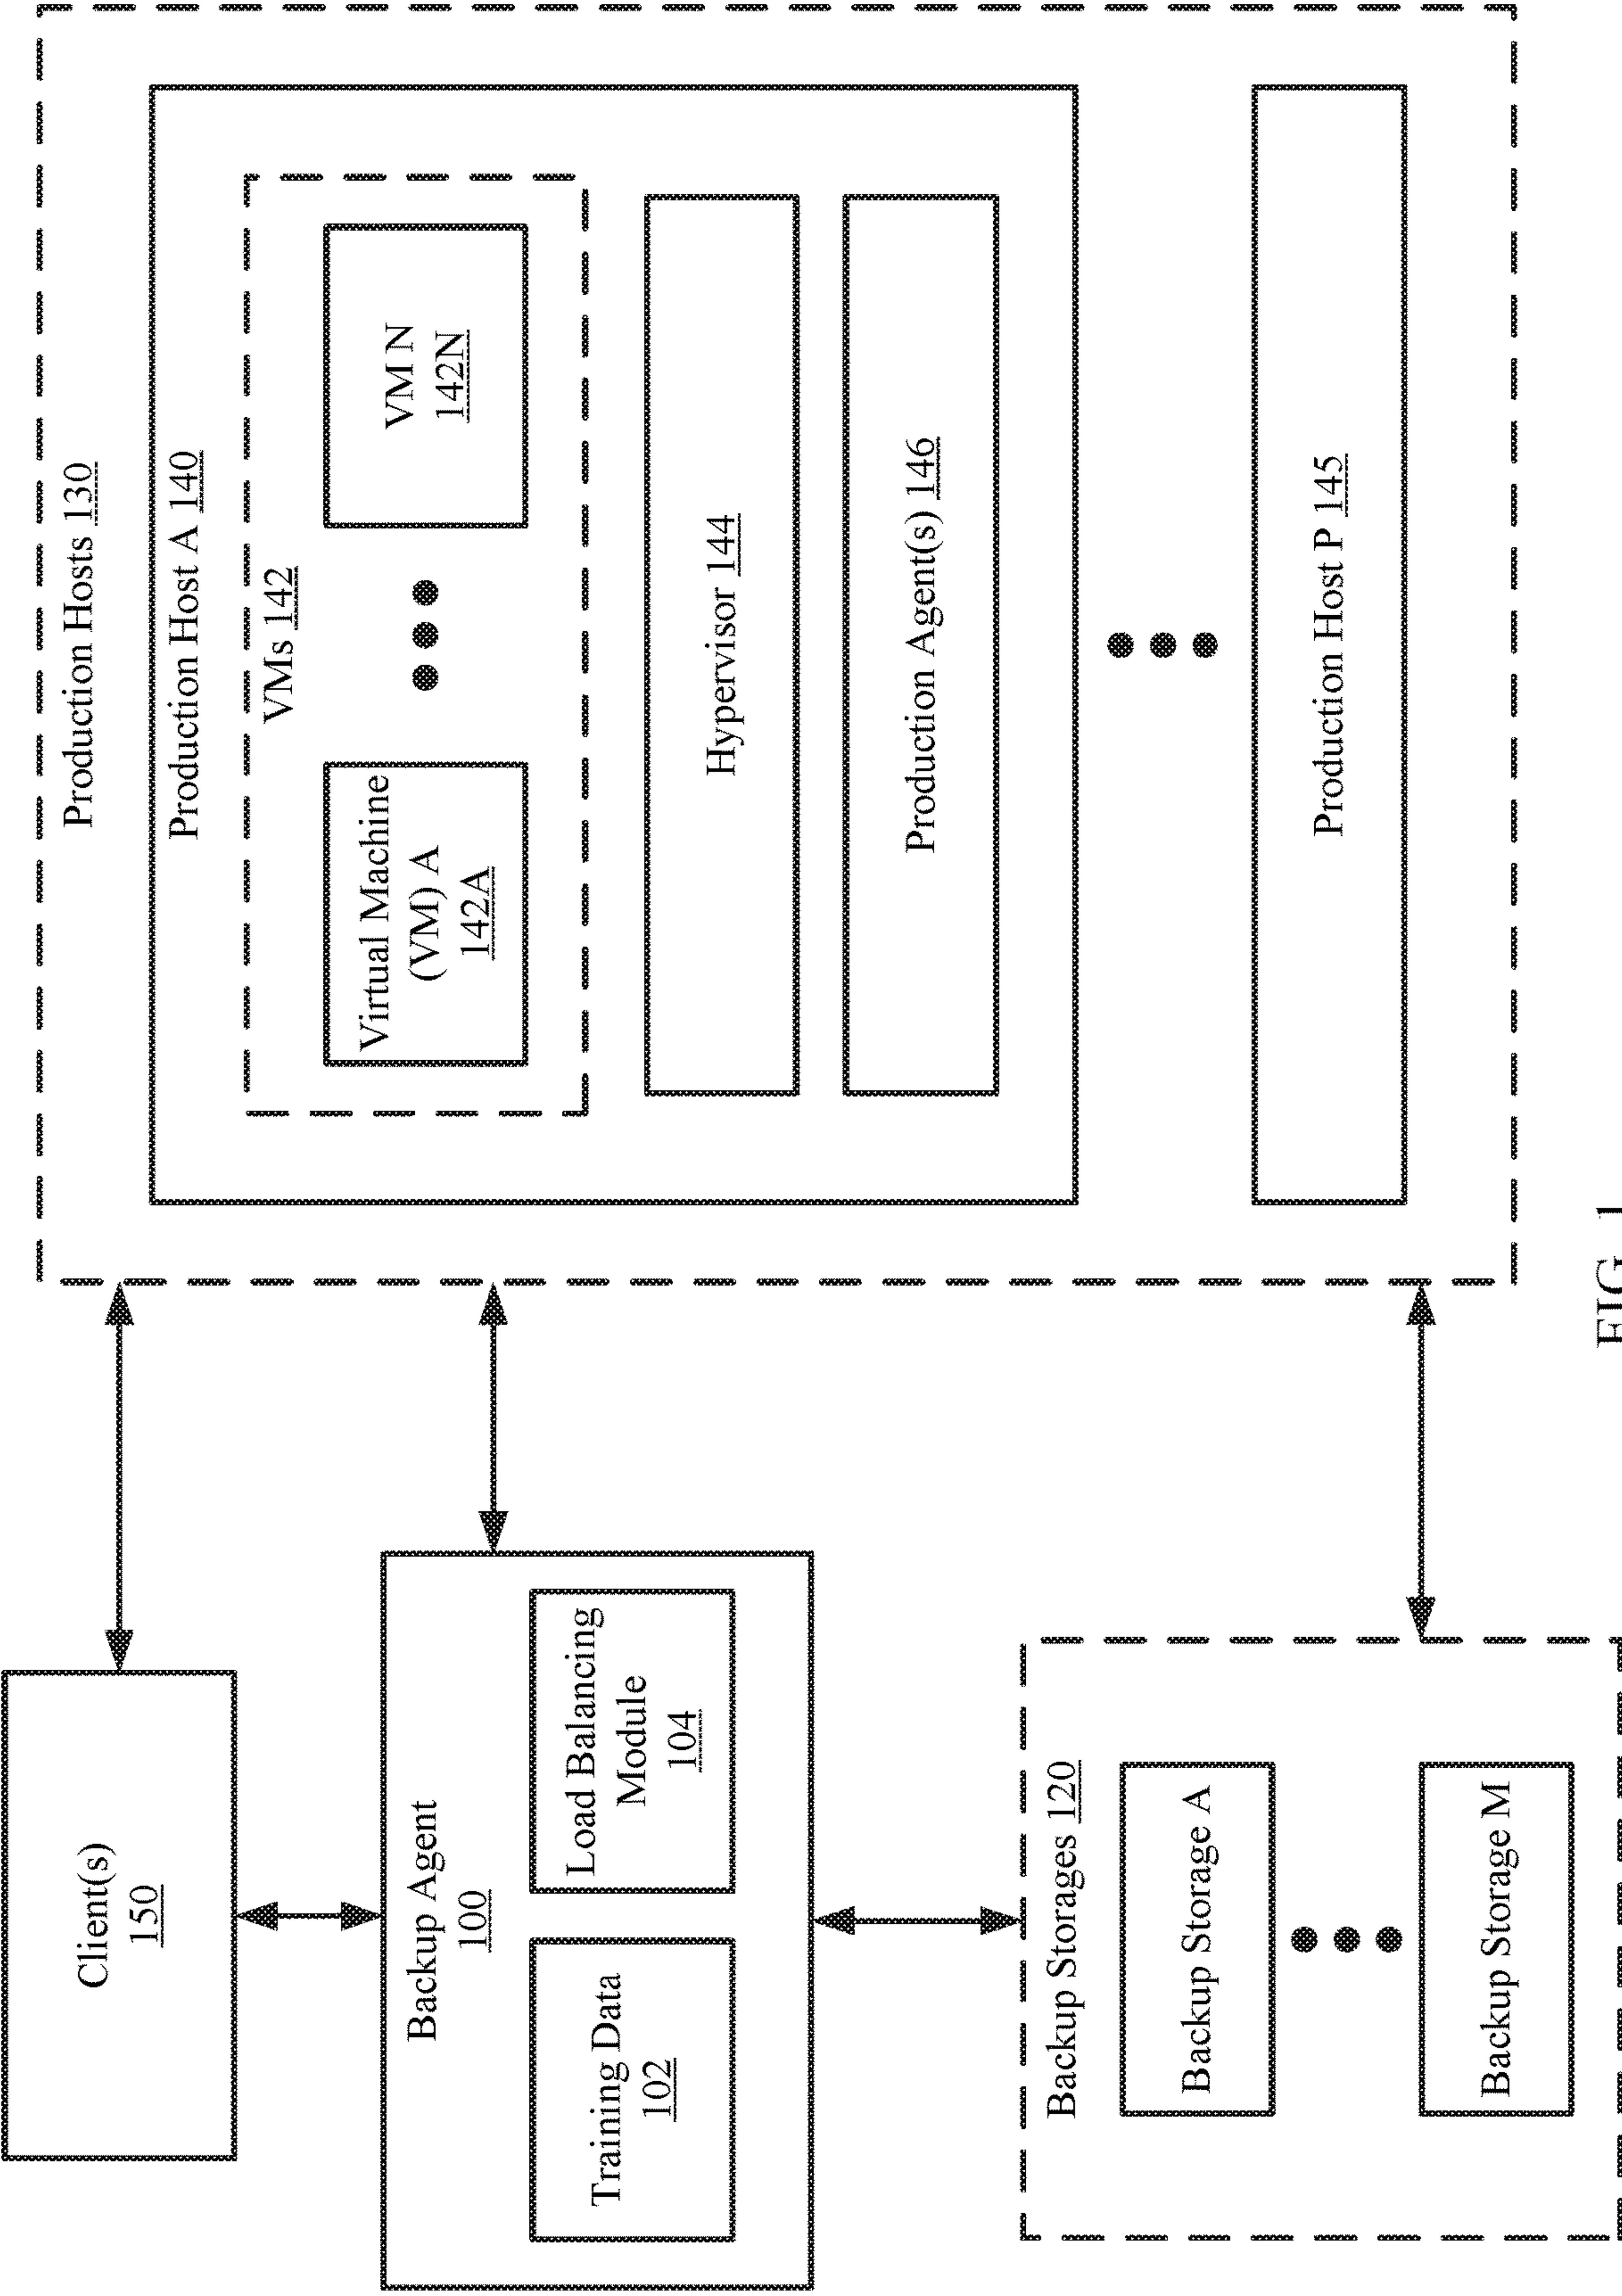 Client(s)
150
Backup Agent
100
Training Data
102
Load Balancing
Module
104
Backup Storages 120
Backup Storage A
Backup Storage M
Production Hosts 130
Production Host A 140
VMs 142
Virtual Machine
(VM) A
142A
VM N
142N
Hypervisor 144
Production Agent(s) 146
Production Host P 145
FIG. 1